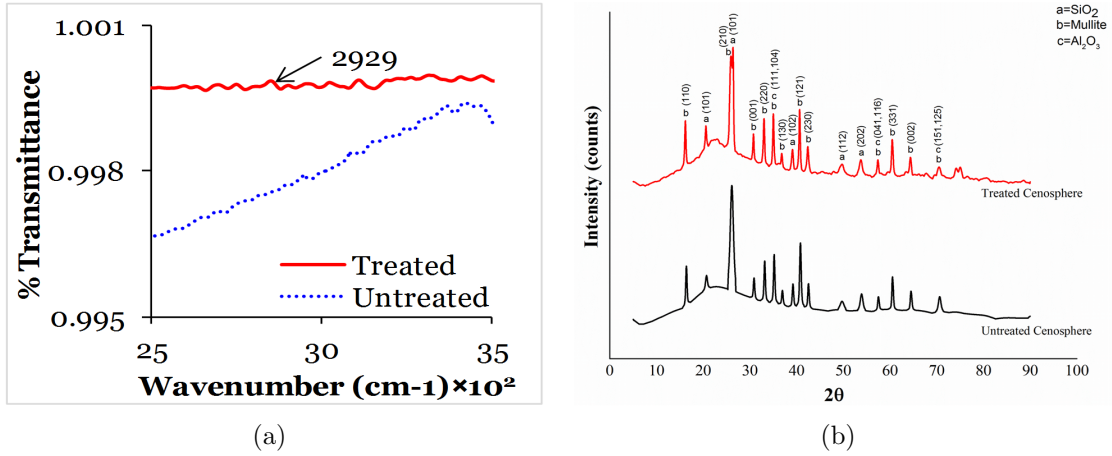 1.001
0.998
0.995
% Transmittance
2929
Treated
Untreated
25
30
35
Wavenumber (cm-1)×10²
(a)
a=SiO₂
b=Mullite
c=Al₂O₃
Intensity (counts)
b (110)
a (101)
b (210)
a (101)
b (001)
b (220)
c b (111,104)
b (130)
a (102)
b (121)
b (230)
a (112)
a (202)
b c (041,116)
b (331)
b (002)
b c (151,125)
Treated Cenosphere
Untreated Cenosphere
0
10
20
30
40
50
60
70
80
90
100
2θ
(b)